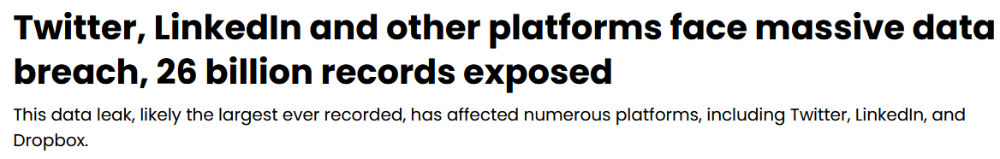 Twitter, LinkedIn and other platforms face massive data
breach, 26 billion records exposed
This data leak, likely the largest ever recorded, has affected numerous platforms, including Twitter, LinkedIn, and
Dropbox.